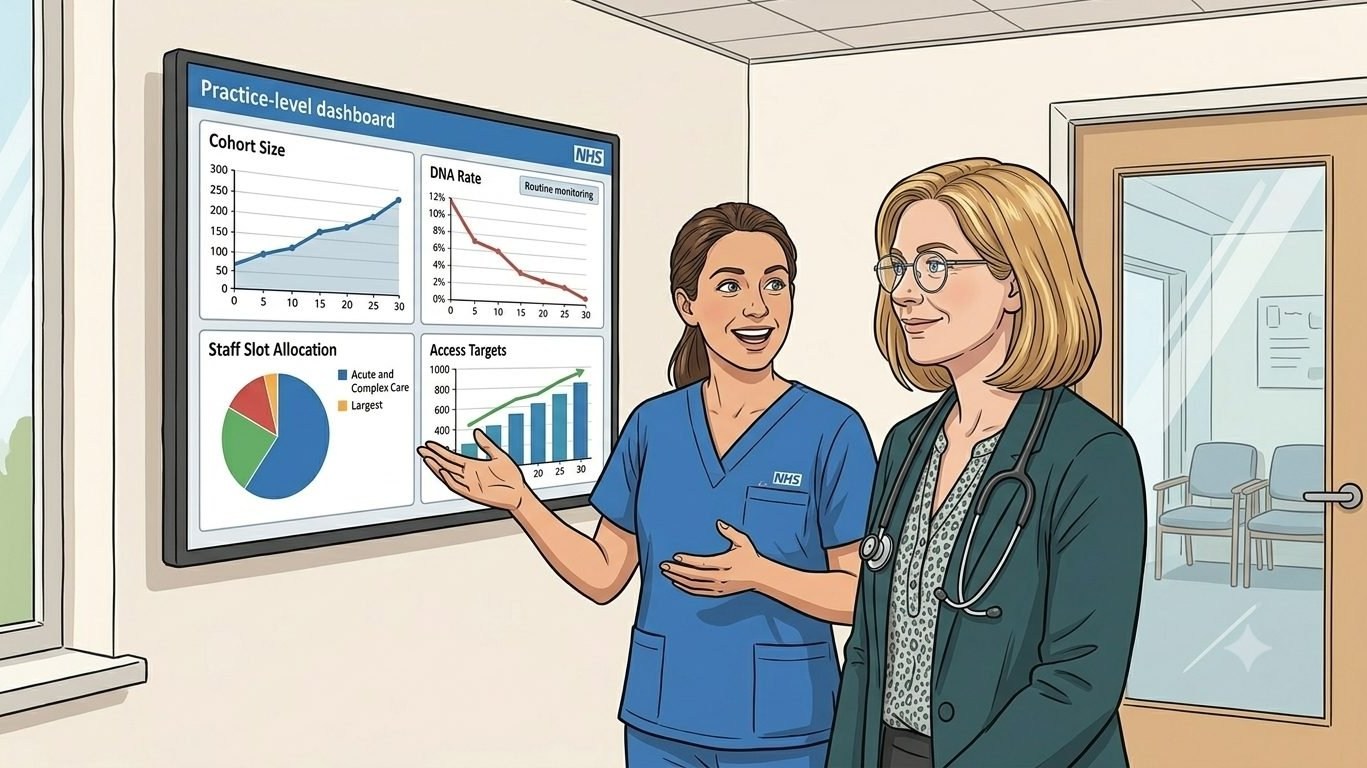 Practice-level dashboard
NHS
Cohort Size
300
250
200
150
100
50
0
0 5 10 15 20 25 30
DNA Rate
Routine monitoring
12%
10%
8%
6%
4%
2%
0%
0 5 10 15 20 25 30
Staff Slot Allocation
Acute and
Complex Care
Largest
Access Targets
1000
800
600
400
20 25 30
NHS